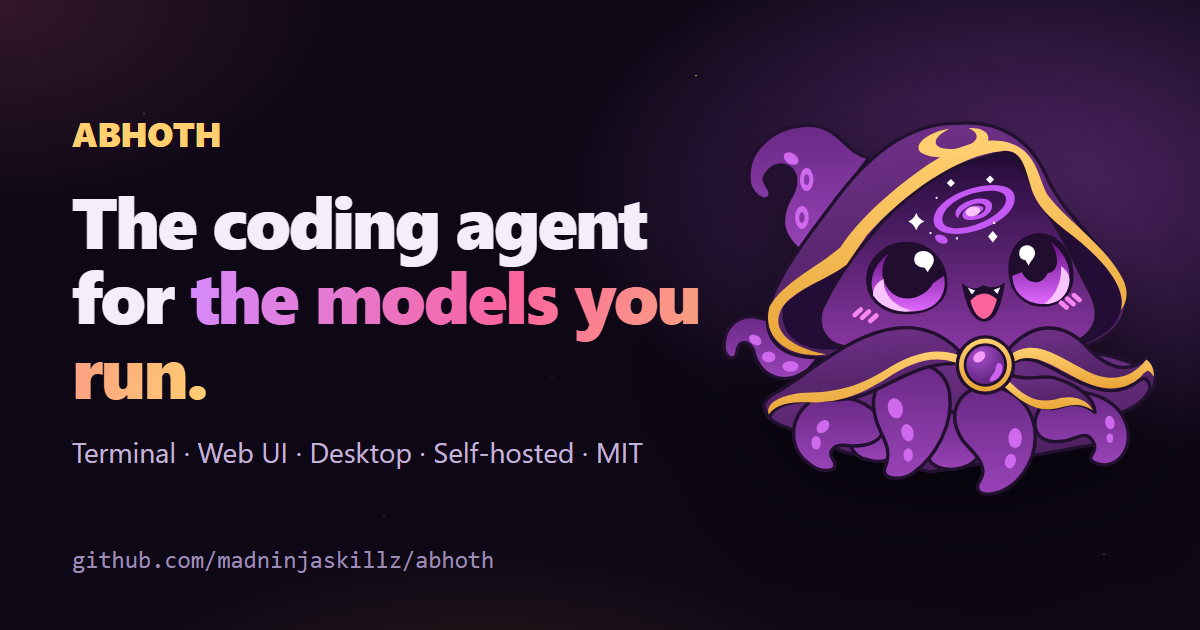 ABHOTH
The coding agent
for the models you
run.
Terminal · Web UI · Desktop · Self-hosted · MIT
github.com/madninjaskillz/abhoth